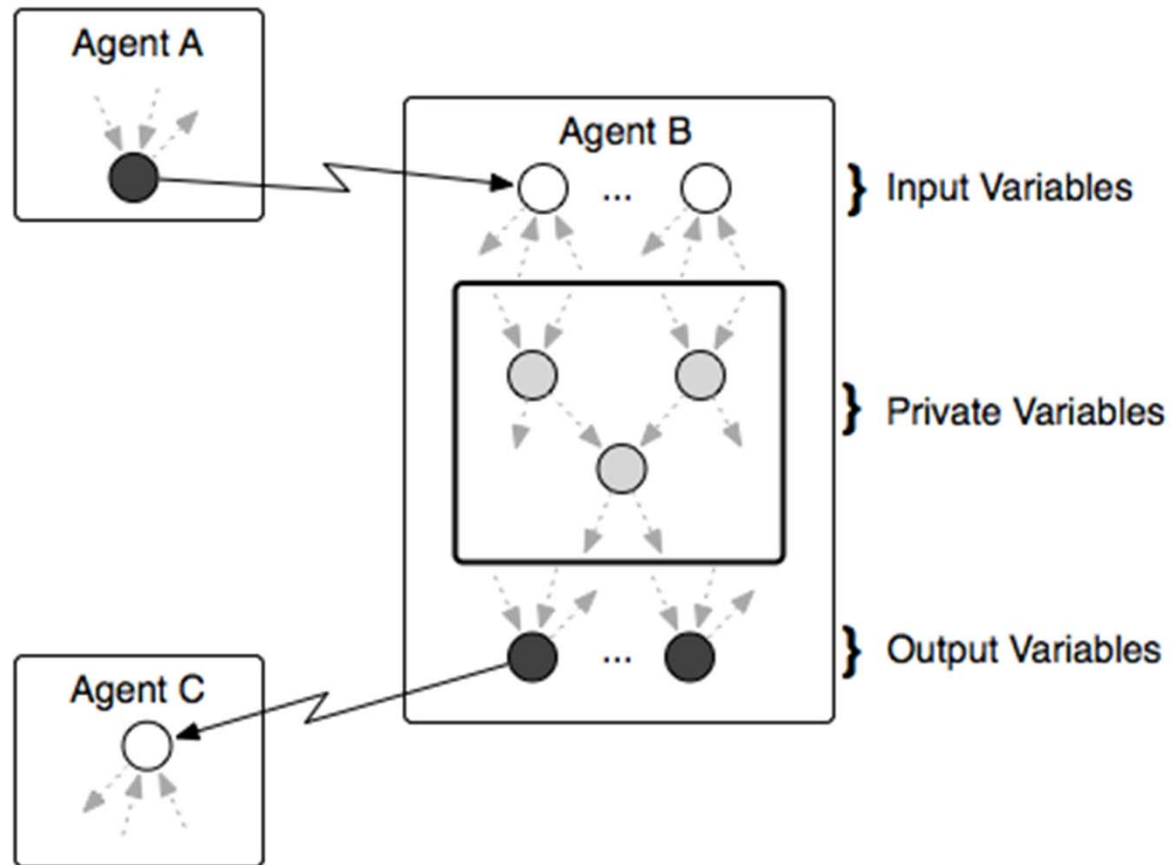 Agent A
Agent B
...
} Input Variables
} Private Variables
...
} Output Variables
Agent C